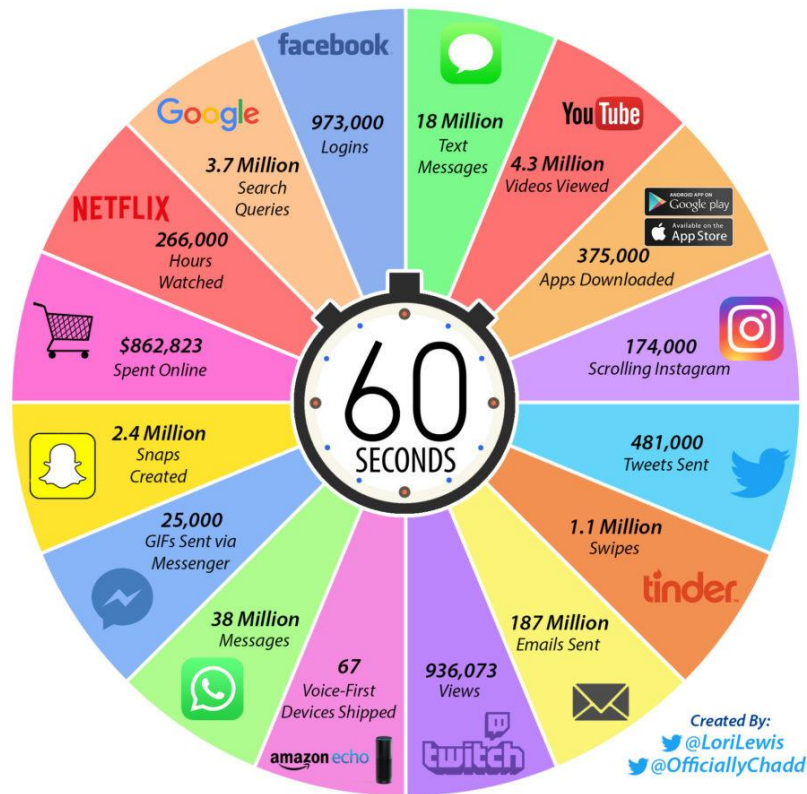 facebook
973,000
Logins
18 Million
Text
Messages
YouTube
4.3 Million
Videos Viewed
ANDROID APP ON
Google play
Available on the
App Store
375,000
Apps Downloaded
174,000
Scrolling Instagram
481,000
Tweets Sent
1.1 Million
Swipes
tinder
187 Million
Emails Sent
936,073
Views
twitch
67
Voice-First
Devices Shipped
amazon echo
38 Million
Messages
25,000
GIFs Sent via
Messenger
2.4 Million
Snaps
Created
$862,823
Spent Online
NETFLIX
266,000
Hours
Watched
Google
3.7 Million
Search
Queries
60
SECONDS
Created By:
@LoriLewis
@OfficiallyChadd